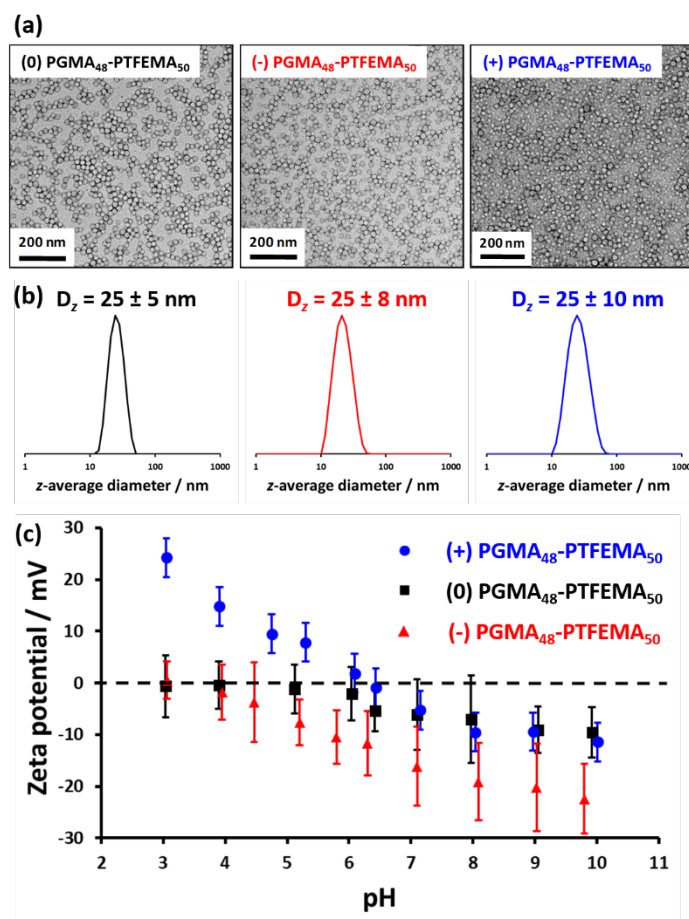 (a)
(0) PGMA₄₈-PTFEMA₅₀ (-) PGMA₄₈-PTFEMA₅₀ (+) PGMA₄₈-PTFEMA₅₀
200 nm 200 nm 200 nm
(b)
D𝑧 = 25 ± 5 nm D𝑧 = 25 ± 8 nm D𝑧 = 25 ± 10 nm
1 10 100 1000 1 10 100 1000 1 10 100 1000
z-average diameter / nm z-average diameter / nm z-average diameter / nm
(c)
(+) PGMA₄₈-PTFEMA₅₀
(0) PGMA₄₈-PTFEMA₅₀
(-) PGMA₄₈-PTFEMA₅₀
Zeta potential / mV
30
20
10
0
-10
-20
-30
2 3 4 5 6 7 8 9 10 11
pH